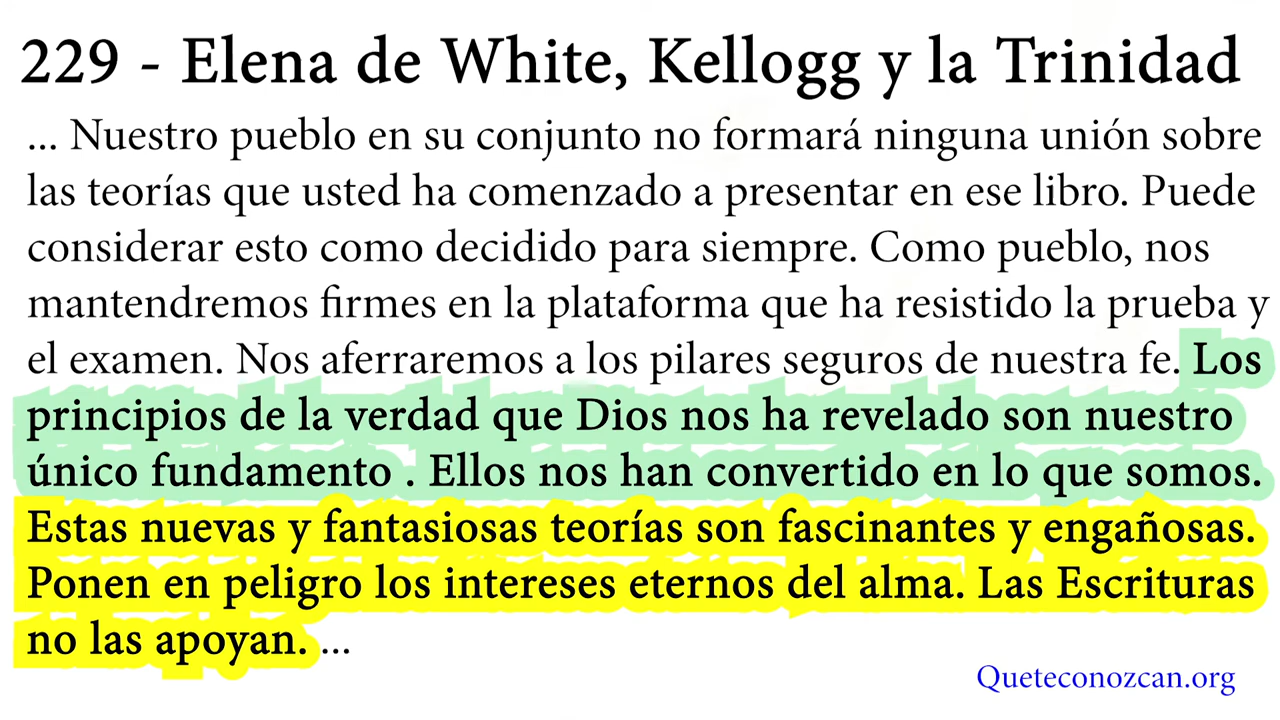 229 - Elena de White, Kellogg y la Trinidad
... Nuestro pueblo en su conjunto no formará ninguna unión sobre
las teorías que usted ha comenzado a presentar en ese libro. Puede
considerar esto como decidido para siempre. Como pueblo, nos
mantendremos firmes en la plataforma que ha resistido la prueba y
el examen. Nos aferraremos a los pilares seguros de nuestra fe. Los
principios de la verdad que Dios nos ha revelado son nuestro
único fundamento . Ellos nos han convertido en lo que somos.
Estas nuevas y fantasiosas teorías son fascinantes y engañosas.
Ponen en peligro los intereses eternos del alma. Las Escrituras
no las apoyan. ...
Queteconozcan.org